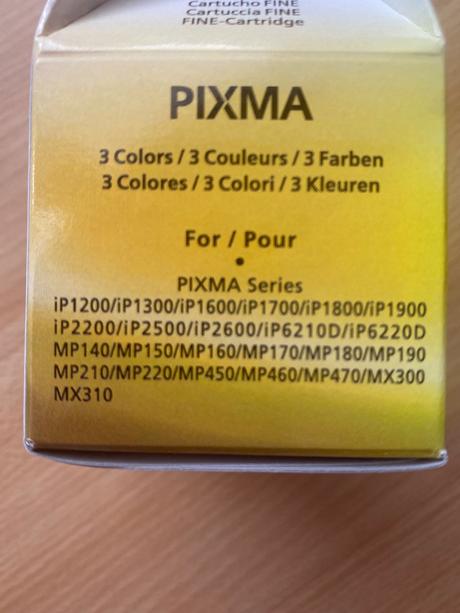 Cartucho FINE
Cartuccia FINE
FINE-Cartridge
PIXMA
3 Colors / 3 Couleurs / 3 Farben
3 Colores / 3 Colori / 3 Kleuren
For / Pour
•
PIXMA Series
iP1200/iP1300/iP1600/iP1700/iP1800/iP1900
iP2200/iP2500/iP2600/iP6210D/iP6220D
MP140/MP150/MP160/MP170/MP180/MP190
MP210/MP220/MP450/MP460/MP470/MX300
MX310